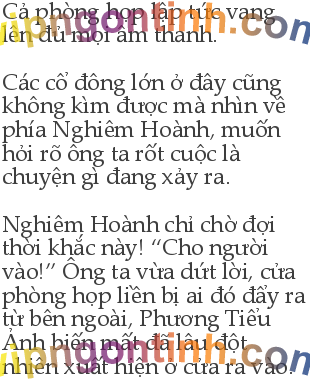 Cả phòng họp lập tức vang
lên đủ mọi âm thanh.
Các cổ đông lớn ở đây cũng
không kìm được mà nhìn về
phía Nghiêm Hoành, muốn
hỏi rõ ông ta rốt cuộc là
chuyện gì đang xảy ra.
Nghiêm Hoành chỉ chờ đợi
thời khắc này! “Cho người
vào!” Ông ta vừa dứt lời, cửa
phòng họp liền bị ai đó đẩy ra
từ bên ngoài, Phương Tiểu
Ảnh biến mất đã lâu đột
nhiên xuất hiện ở cửa ra vào.
vipngontinh.com